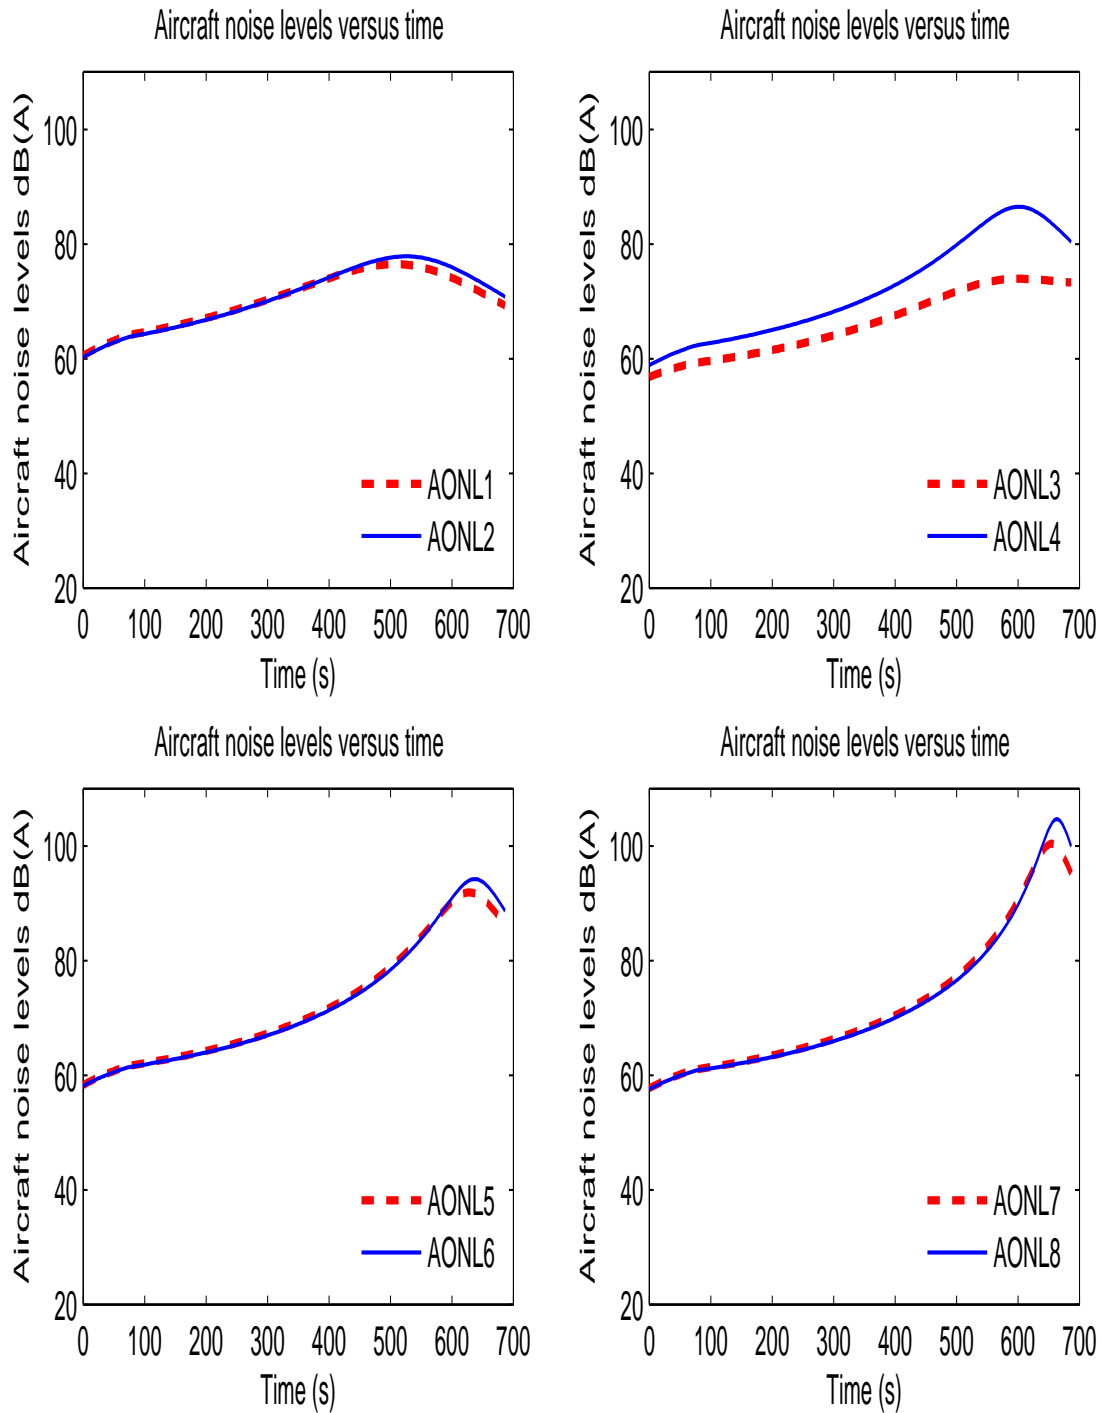 Aircraft noise levels versus time
Aircraft noise levels dB(A)
100
80
60
40
20
0 100 200 300 400 500 600 700
Time (s)
AONL1
AONL2
Aircraft noise levels versus time
Aircraft noise levels dB(A)
100
80
60
40
20
0 100 200 300 400 500 600 700
Time (s)
AONL3
AONL4
Aircraft noise levels versus time
Aircraft noise levels dB(A)
100
80
60
40
20
0 100 200 300 400 500 600 700
Time (s)
AONL5
AONL6
Aircraft noise levels versus time
Aircraft noise levels dB(A)
100
80
60
40
20
0 100 200 300 400 500 600 700
Time (s)
AONL7
AONL8